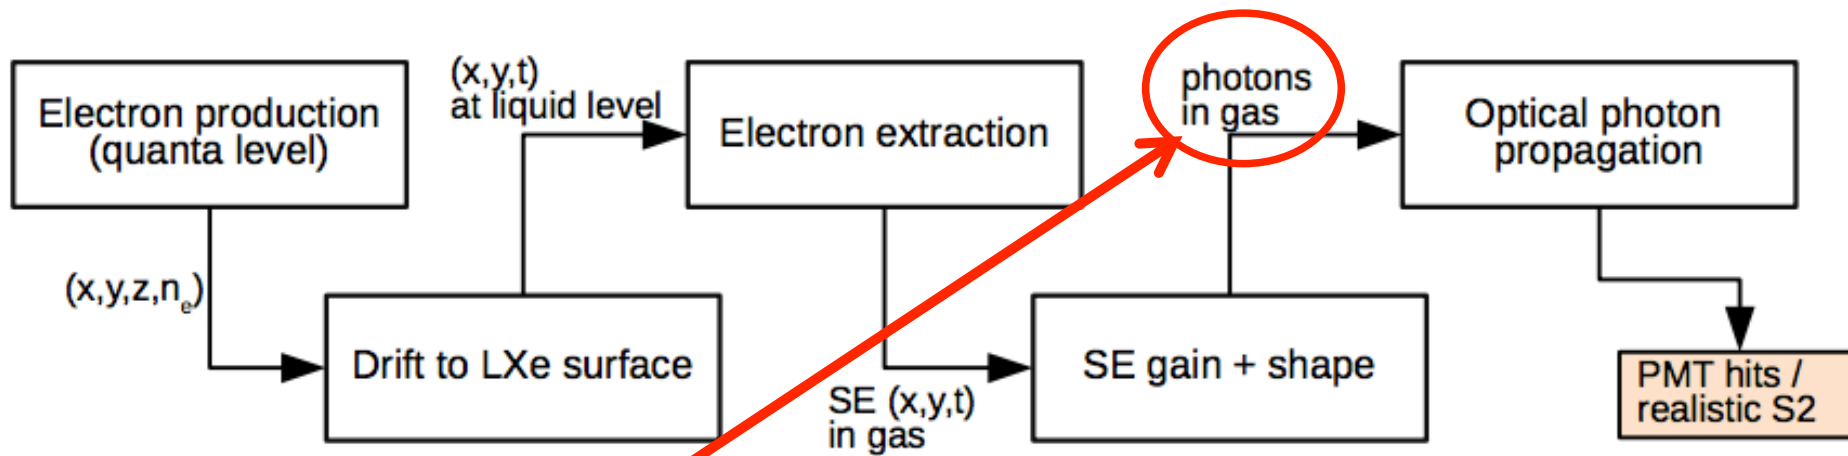 Electron production
(quanta level)
(x,y,z,nₑ)
Drift to LXe surface
(x,y,t)
at liquid level
Electron extraction
SE (x,y,t)
in gas
SE gain + shape
photons
in gas
Optical photon
propagation
PMT hits /
realistic S2